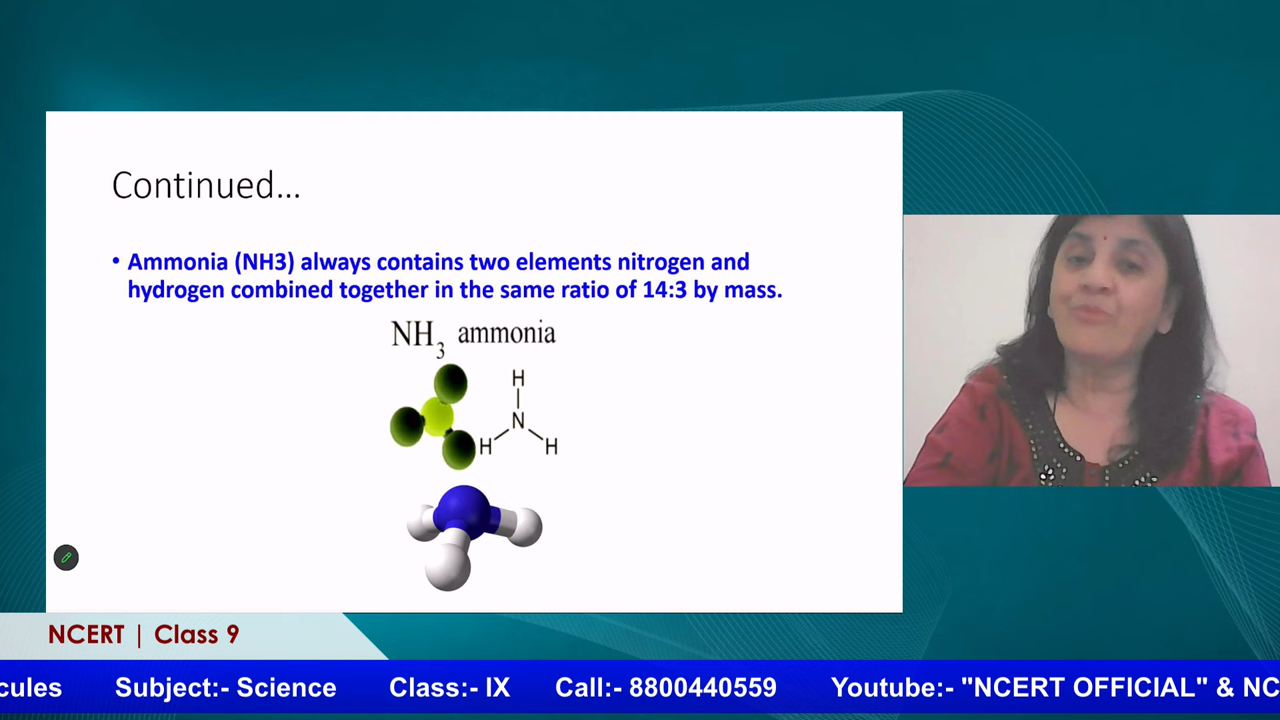 Continued...
• Ammonia (NH3) always contains two elements nitrogen and
hydrogen combined together in the same ratio of 14:3 by mass.
NH3 ammonia
H
N
H H
NCERT | Class 9
cules Subject:- Science Class:- IX Call:- 8800440559 Youtube:- "NCERT OFFICIAL" & NC